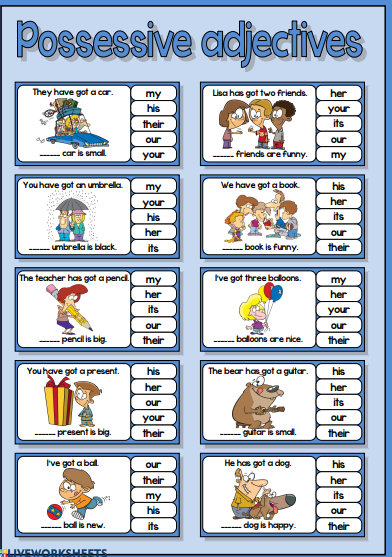 Possessive adjectives
They have got a car.
my
his
their
our
your
______ car is small.
Lisa has got two friends.
her
your
its
our
my
______ friends are funny.
You have got an umbrella.
my
your
his
her
its
______ umbrella is black.
We have got a book.
his
her
its
our
their
______ book is funny.
The teacher has got a pencil.
my
her
its
our
their
______ pencil is big.
I've got three balloons.
my
her
your
our
their
______ balloons are nice.
You have got a present.
his
her
our
your
their
______ present is big.
The bear has got a guitar.
his
her
its
our
their
______ guitar is small.
I've got a ball.
our
their
my
his
its
______ ball is new.
He has got a dog.
his
her
its
our
their
______ dog is happy.
LIVEWORKSHEETS